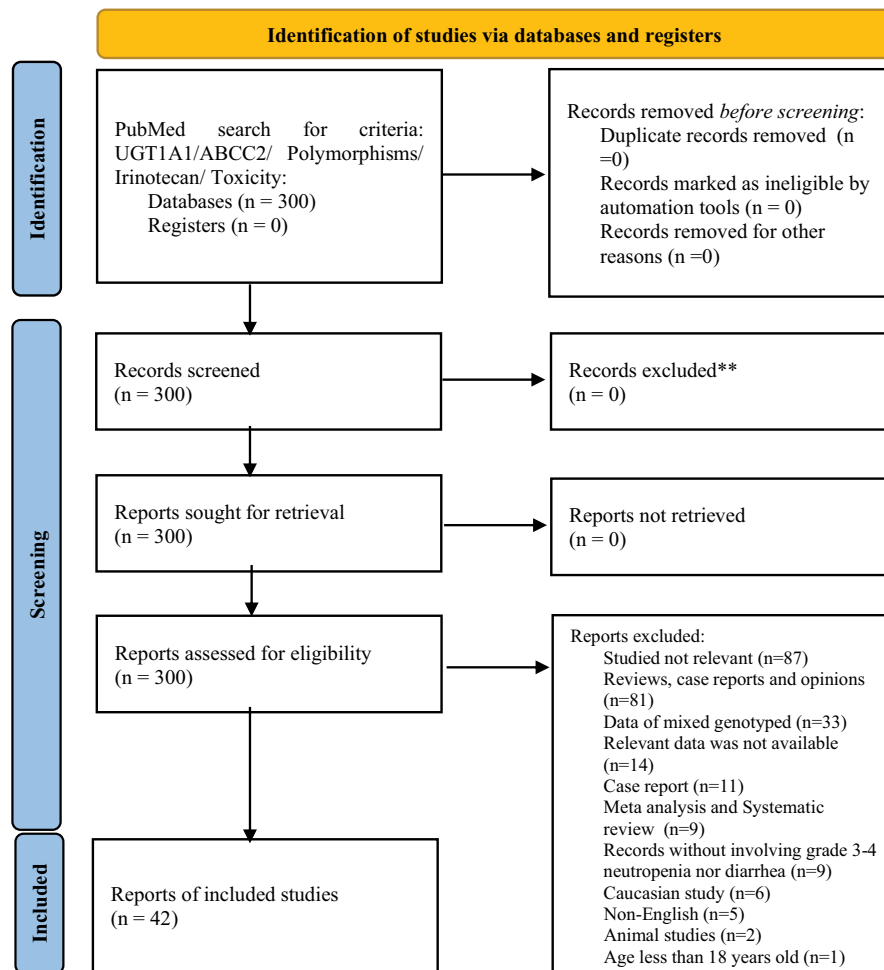 Identification of studies via databases and registers
Identification
PubMed search for criteria:
UGT1A1/ABCC2/ Polymorphisms/
Irinotecan/ Toxicity:
Databases (n = 300)
Registers (n = 0)
Records removed before screening:
Duplicate records removed (n
=0)
Records marked as ineligible by
automation tools (n = 0)
Records removed for other
reasons (n =0)
Screening
Records screened
(n = 300)
Records excluded**
(n = 0)
Reports sought for retrieval
(n = 300)
Reports not retrieved
(n = 0)
Reports assessed for eligibility
(n = 300)
Reports excluded:
Studied not relevant (n=87)
Reviews, case reports and opinions
(n=81)
Data of mixed genotyped (n=33)
Relevant data was not available
(n=14)
Case report (n=11)
Meta analysis and Systematic
review (n=9)
Records without involving grade 3-4
neutropenia nor diarrhea (n=9)
Caucasian study (n=6)
Non-English (n=5)
Animal studies (n=2)
Age less than 18 years old (n=1)
Included
Reports of included studies
(n = 42)